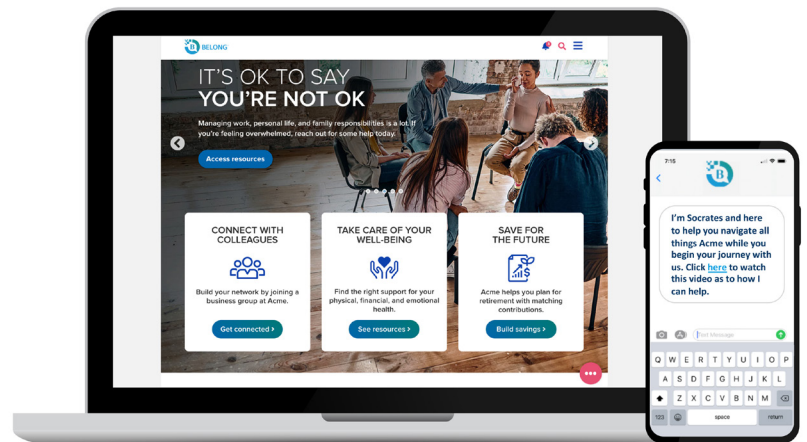 B BELONG
IT'S OK TO SAY
YOU'RE NOT OK
Managing work, personal life, and family responsibilities is a lot. If
you're feeling overwhelmed, reach out for some help today.
Access resources
CONNECT WITH
COLLEAGUES
Build your network by joining a
business group at Acme.
Get connected >
TAKE CARE OF YOUR
WELL-BEING
Find the right support for your
physical, financial, and emotional
health.
See resources >
SAVE FOR
THE FUTURE
Acme helps you plan for
retirement with matching
contributions.
Build savings >
7:15
B
I'm Socrates and here
to help you navigate all
things Acme while you
begin your journey with
us. Click here to watch
this video as to how I
can help.
Text Message
Q W E R T Y U I O P
A S D F G H J K L
Z X C V B N M
123 space return